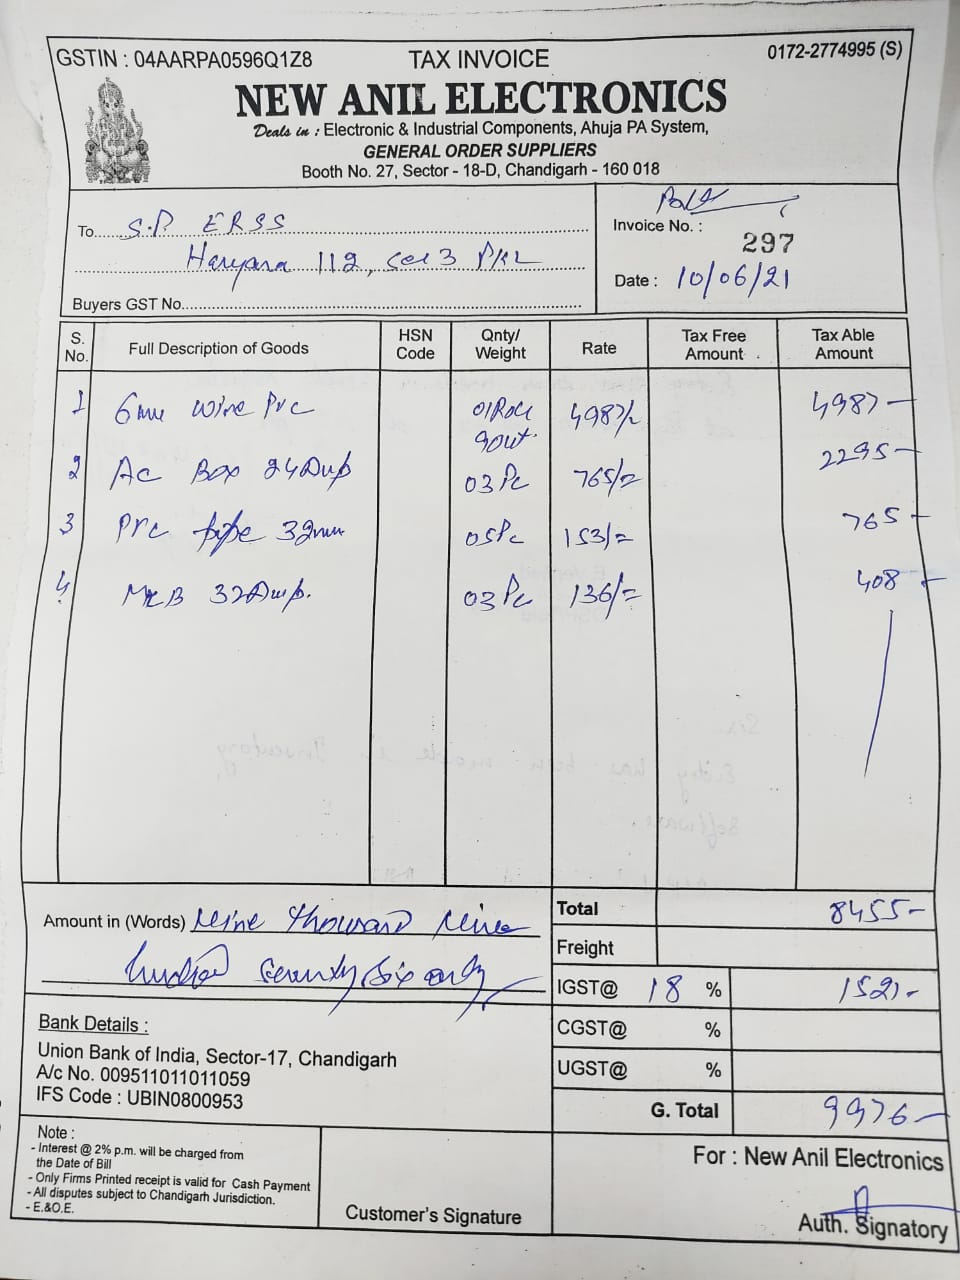 GSTIN : 04AARPA0596Q1Z8 TAX INVOICE 0172-2774995 (S)
NEW ANIL ELECTRONICS
Deals in : Electronic & Industrial Components, Ahuja PA System,
GENERAL ORDER SUPPLIERS
Booth No. 27, Sector - 18-D, Chandigarh - 160 018
To S.P ERSS
Haryana 112, Sec 3 PKL
Buyers GST No.
Invoice No. :
297
Date : 10/06/21
S. No. Full Description of Goods HSN Code Qnty/ Weight Rate Tax Free Amount Tax Able Amount
1 6mm wire PVC 01 Roll 90mt. 4987/- 4987-
2 AC Box 240Amp 03 Pc 765/= 2295-
3 PVC pipe 32mm 05Pc 153/= 765-
4. MCB 32Amp. 03 Pc 136/= 408-
Total 8455-
Amount in (Words) Nine thousand Nine
hundred Seventy Six only
Freight
IGST@ 18 % 1521-
CGST@ %
UGST@ %
G. Total 9976-
Bank Details :
Union Bank of India, Sector-17, Chandigarh
A/c No. 009511011011059
IFS Code : UBIN0800953
Note :
- Interest @ 2% p.m. will be charged from
the Date of Bill
- Only Firms Printed receipt is valid for Cash Payment
- All disputes subject to Chandigarh Jurisdiction.
- E.&O.E.
Customer's Signature
For : New Anil Electronics
Auth. Signatory